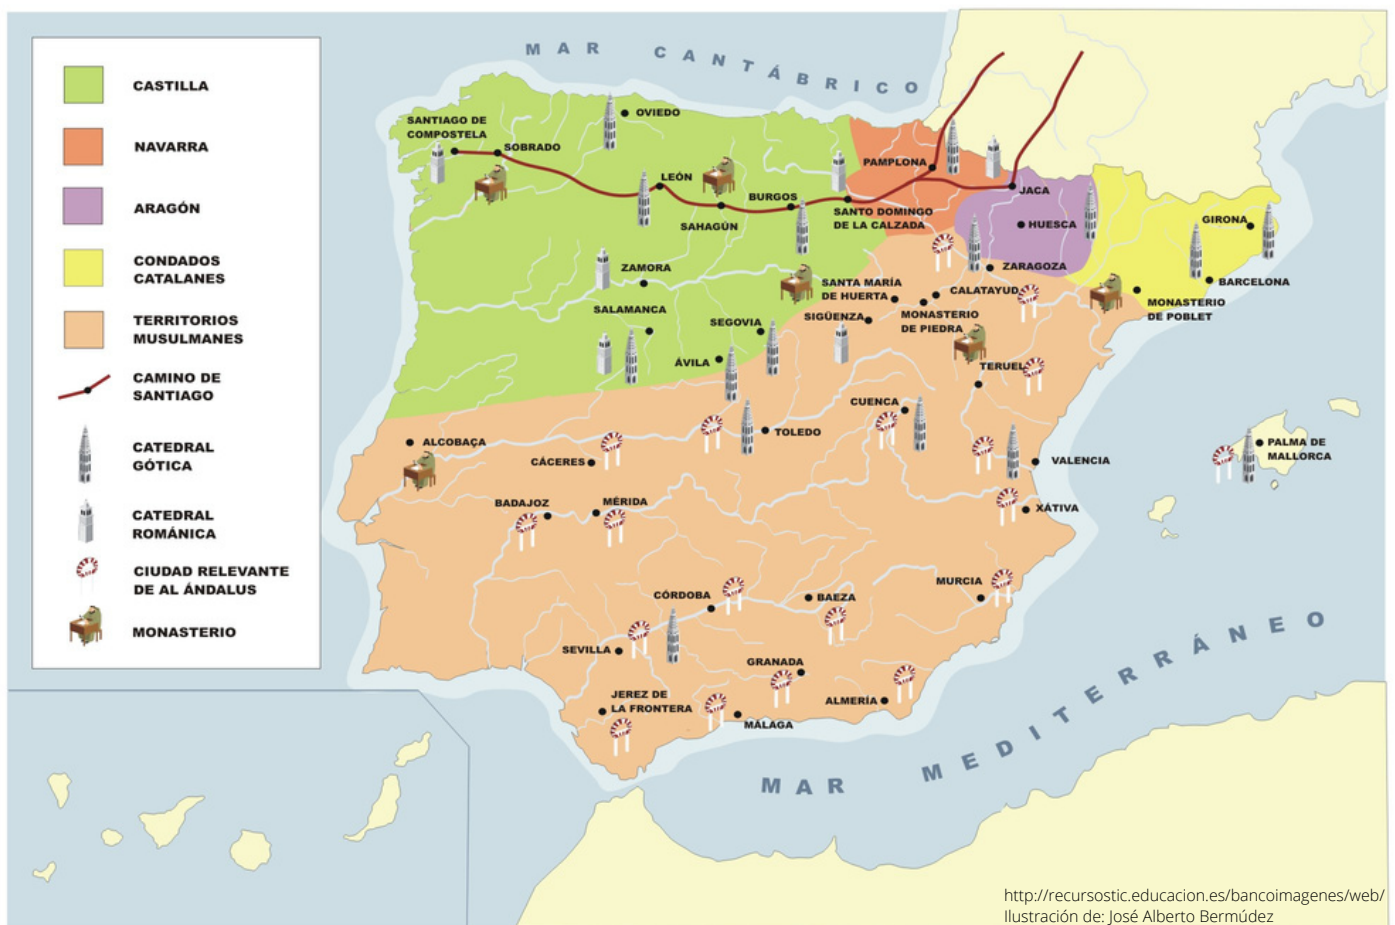 CASTILLA
NAVARRA
ARAGÓN
CONDADOS
CATALANES
TERRITORIOS
MUSULMANES
CAMINO DE
SANTIAGO
CATEDRAL
GÓTICA
CATEDRAL
ROMÁNICA
CIUDAD RELEVANTE
DE AL ÁNDALUS
MONASTERIO
MAR CANTÁBRICO
SANTIAGO DE
COMPOSTELA
SOBRADO
OVIEDO
LEÓN
SAHAGÚN
BURGOS
SANTO DOMINGO
DE LA CALZADA
PAMPLONA
JACA
HUESCA
GIRONA
BARCELONA
MONASTERIO
DE POBLET
ZARAGOZA
CALATAYUD
SANTA MARÍA
DE HUERTA
MONASTERIO
DE PIEDRA
SIGÜENZA
ZAMORA
SALAMANCA
SEGOVIA
ÁVILA
TERUEL
CUENCA
TOLEDO
ALCOBAÇA
CÁCERES
VALENCIA
PALMA DE
MALLORCA
BADAJOZ
MÉRIDA
XÁTIVA
MURCIA
CÓRDOBA
BAEZA
SEVILLA
GRANADA
ALMERÍA
JEREZ DE
LA FRONTERA
MÁLAGA
MAR MEDITERRÁNEO
http://recursostic.educacion.es/bancoimagenes/web/
Ilustración de: José Alberto Bermúdez